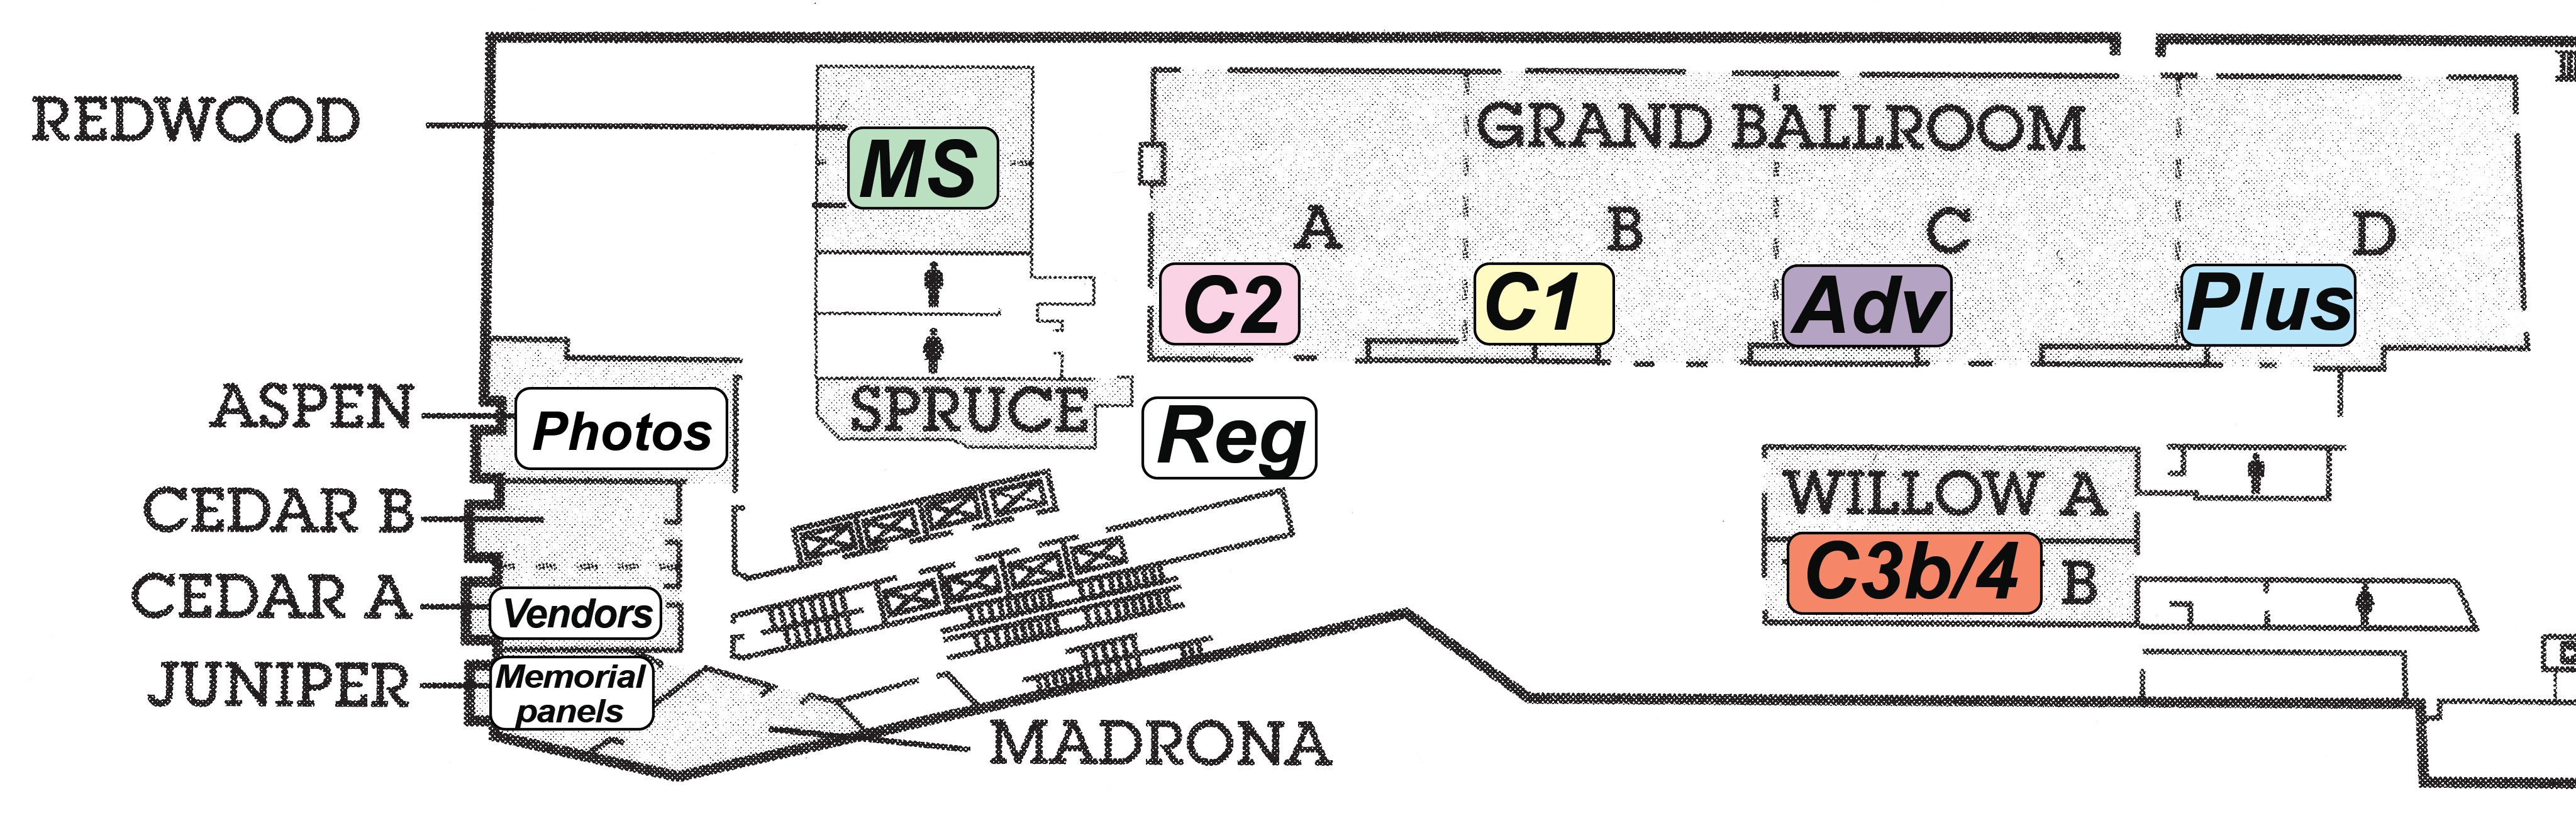 REDWOOD
MS
GRAND BALLROOM
A
B
C
D
C2
C1
Adv
Plus
ASPEN
Photos
SPRUCE
Reg
CEDAR B
WILLOW A
C3b/4
B
CEDAR A
Vendors
JUNIPER
Memorial
panels
MADRONA